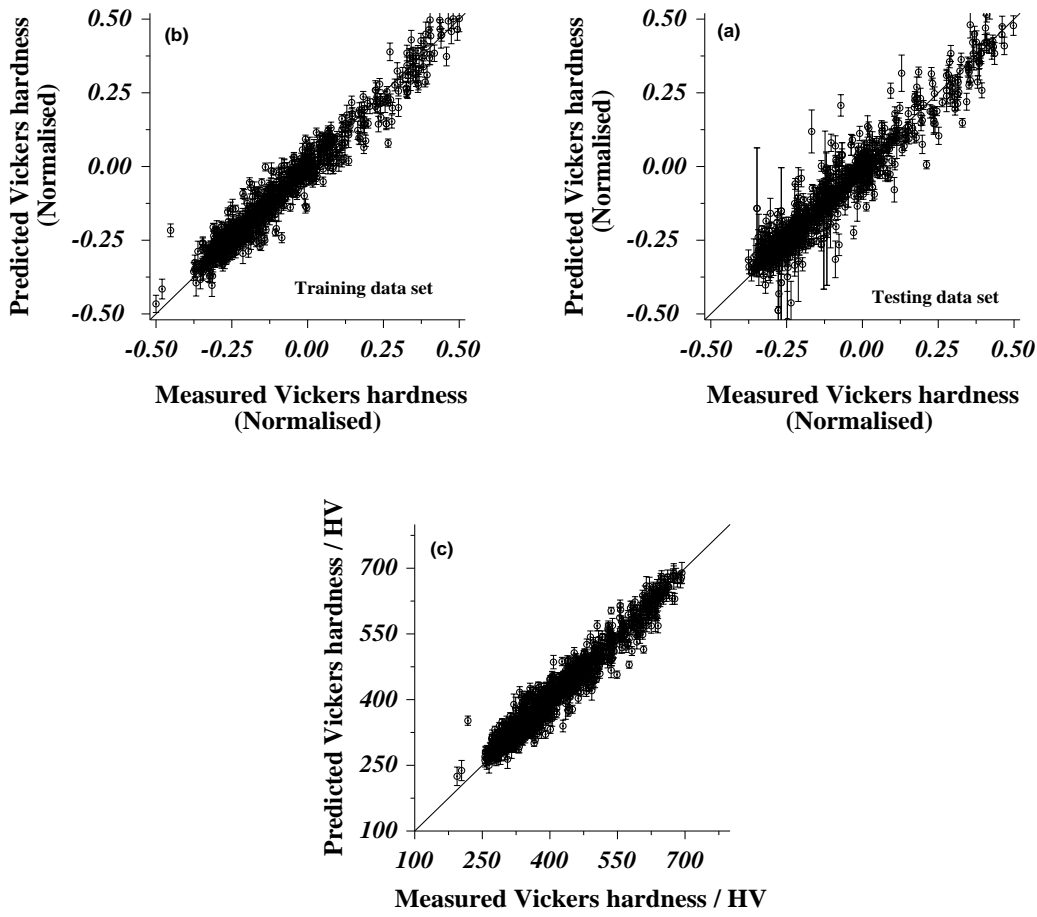 (b)
Predicted Vickers hardness
(Normalised)
0.50
0.25
0.00
-0.25
-0.50
Training data set
-0.50 -0.25 0.00 0.25 0.50
Measured Vickers hardness
(Normalised)
(a)
Predicted Vickers hardness
(Normalised)
0.50
0.25
0.00
-0.25
-0.50
Testing data set
-0.50 -0.25 0.00 0.25 0.50
Measured Vickers hardness
(Normalised)
(c)
Predicted Vickers hardness / HV
700
550
400
250
100
100 250 400 550 700
Measured Vickers hardness / HV